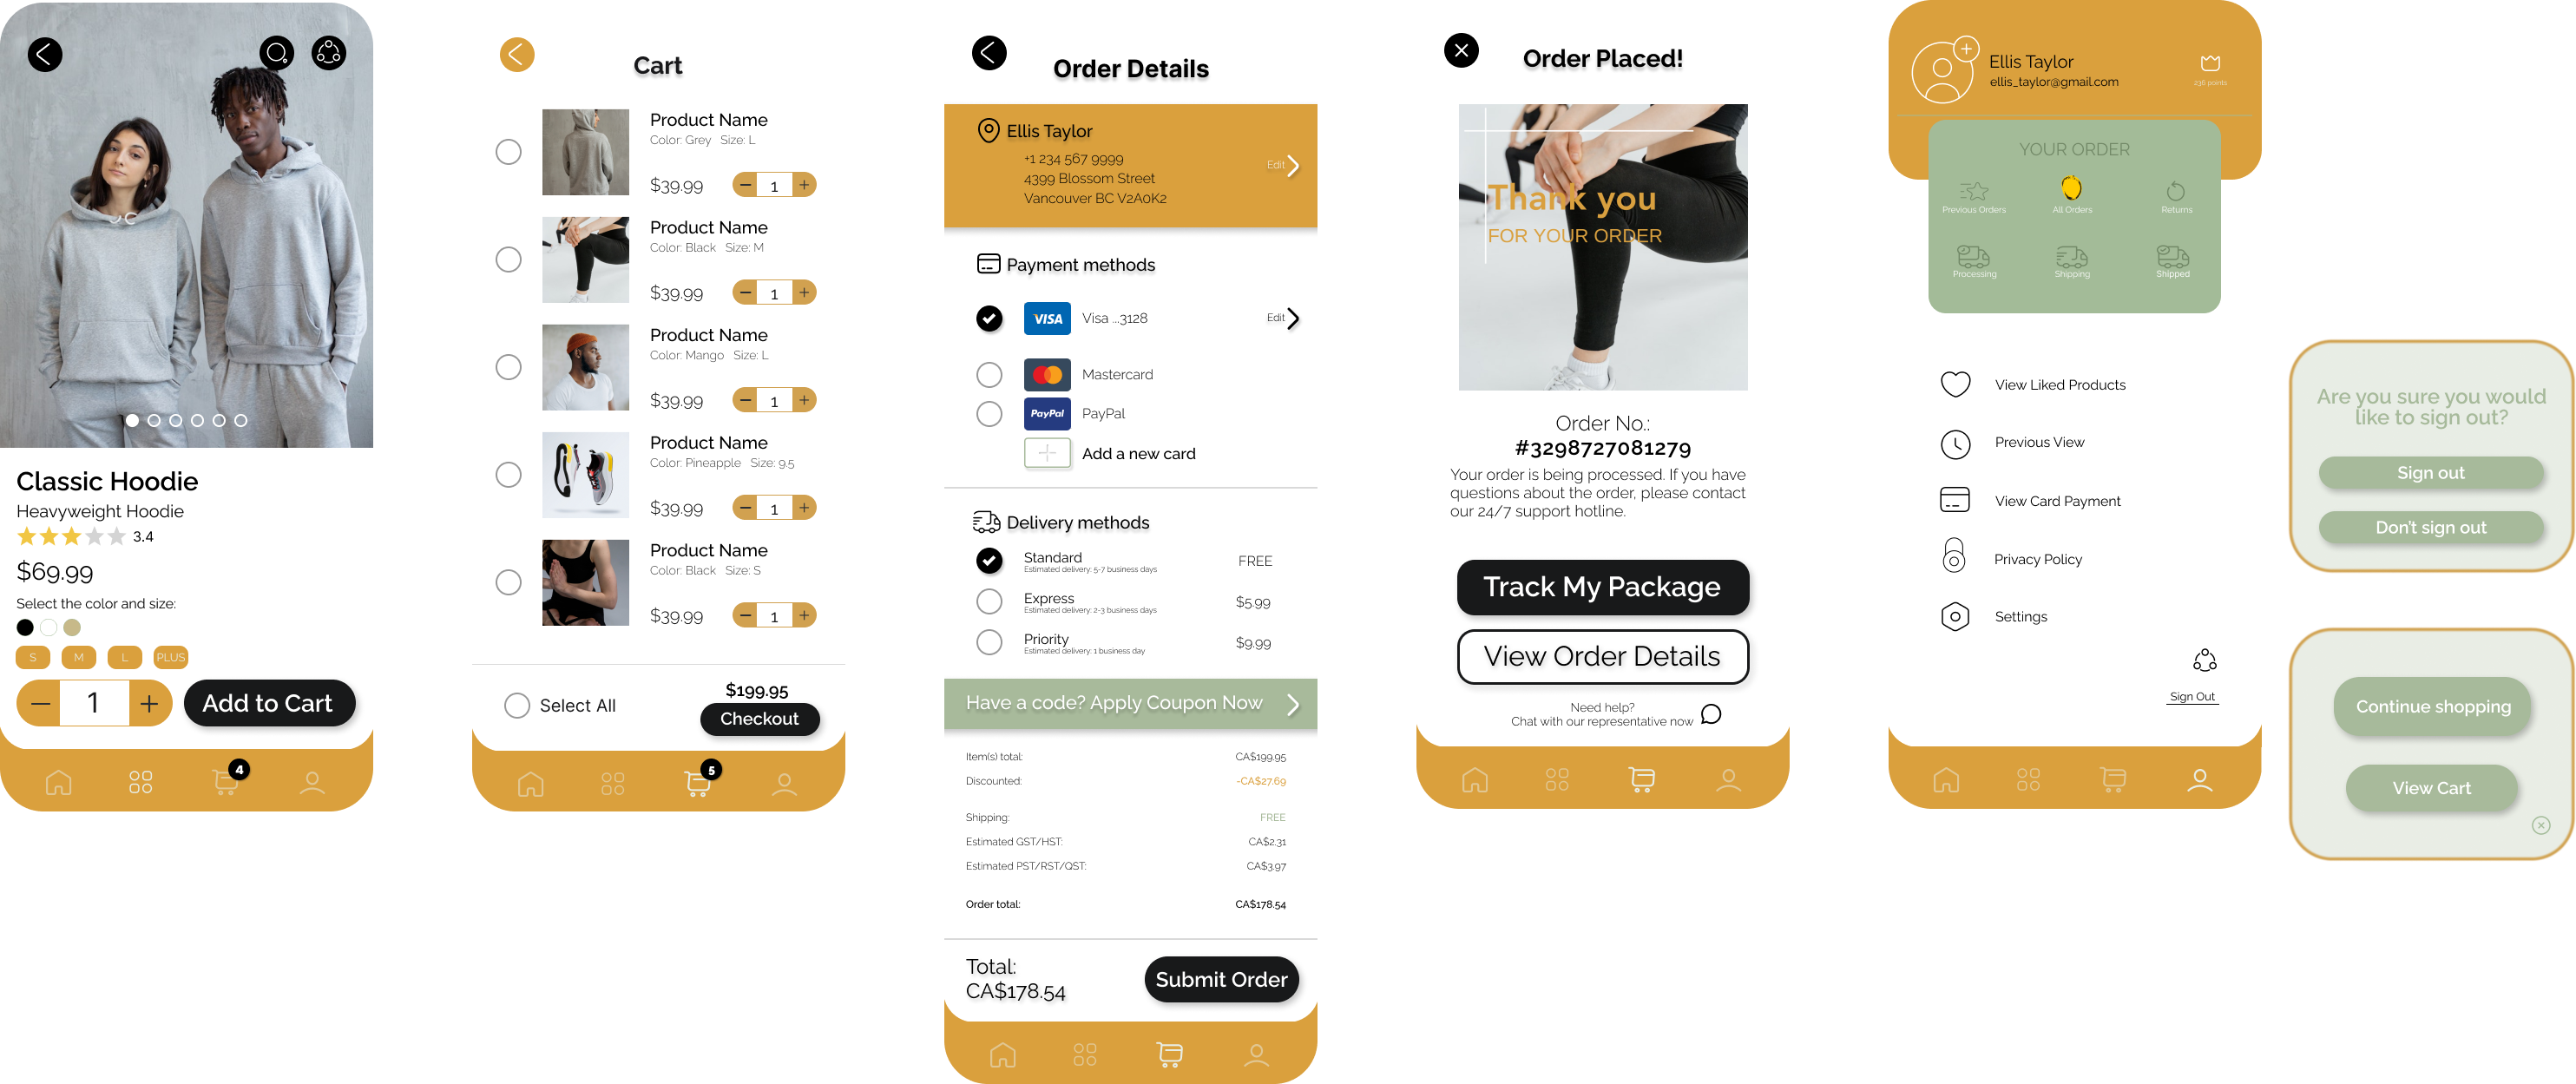 Classic Hoodie
Heavyweight Hoodie
3.4
$69.99
Select the color and size:
S M L PLUS
1
Add to Cart
4
Cart
Product Name
Color: Grey Size: L
$39.99 1
Product Name
Color: Black Size: M
$39.99 1
Product Name
Color: Mango Size: L
$39.99 1
Product Name
Color: Pineapple Size: 9.5
$39.99 1
Product Name
Color: Black Size: S
$39.99 1
Select All
$199.95
Checkout
5
Order Details
Ellis Taylor
+1 234 567 9999
4399 Blossom Street
Vancouver BC V2A0K2
Edit
Payment methods
VISA Visa ...3128 Edit
Mastercard
PayPal PayPal
Add a new card
Delivery methods
Standard FREE
Estimated delivery: 5-7 business days
Express $5.99
Estimated delivery: 2-3 business days
Priority $9.99
Estimated delivery: 1 business day
Have a code? Apply Coupon Now
Item(s) total: CA$199.95
Discounted: -CA$27.69
Shipping: FREE
Estimated GST/HST: CA$2.31
Estimated PST/RST/QST: CA$3.97
Order total: CA$178.54
Total:
CA$178.54
Submit Order
Order Placed!
Thank you
FOR YOUR ORDER
Order No.:
#3298727081279
Your order is being processed. If you have
questions about the order, please contact
our 24/7 support hotline.
Track My Package
View Order Details
Need help?
Chat with our representative now
Ellis Taylor
ellis_taylor@gmail.com
236 points
YOUR ORDER
Previous Orders All Orders Returns
Processing Shipping Shipped
View Liked Products
Previous View
View Card Payment
Privacy Policy
Settings
Sign Out
Are you sure you would
like to sign out?
Sign out
Don't sign out
Continue shopping
View Cart